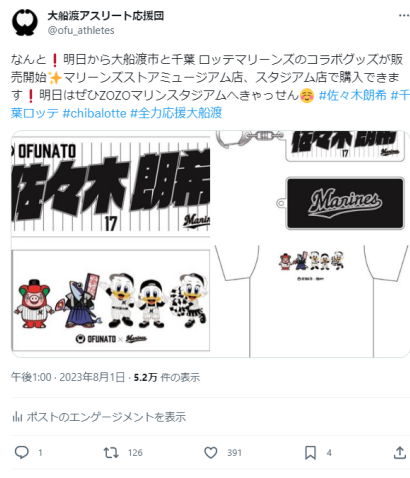 大船渡アスリート応援団
@ofu_athletes
なんと❗明日から大船渡市と千葉 ロッテマリーンズのコラボグッズが販
売開始✨マリーンズストアミュージアム店、スタジアム店で購入できま
す❗明日はぜひZOZOマリンスタジアムへきゃっせん☺️ #佐々木朗希 #千
葉ロッテ #chibalotte #全力応援大船渡
OFUNATO
佐々木 朗希
17
Marines
Marines
OFUNATO × Marines
午後1:00 · 2023年8月1日 · 5.2万 件の表示
ポストのエンゲージメントを表示
1 126 391 4